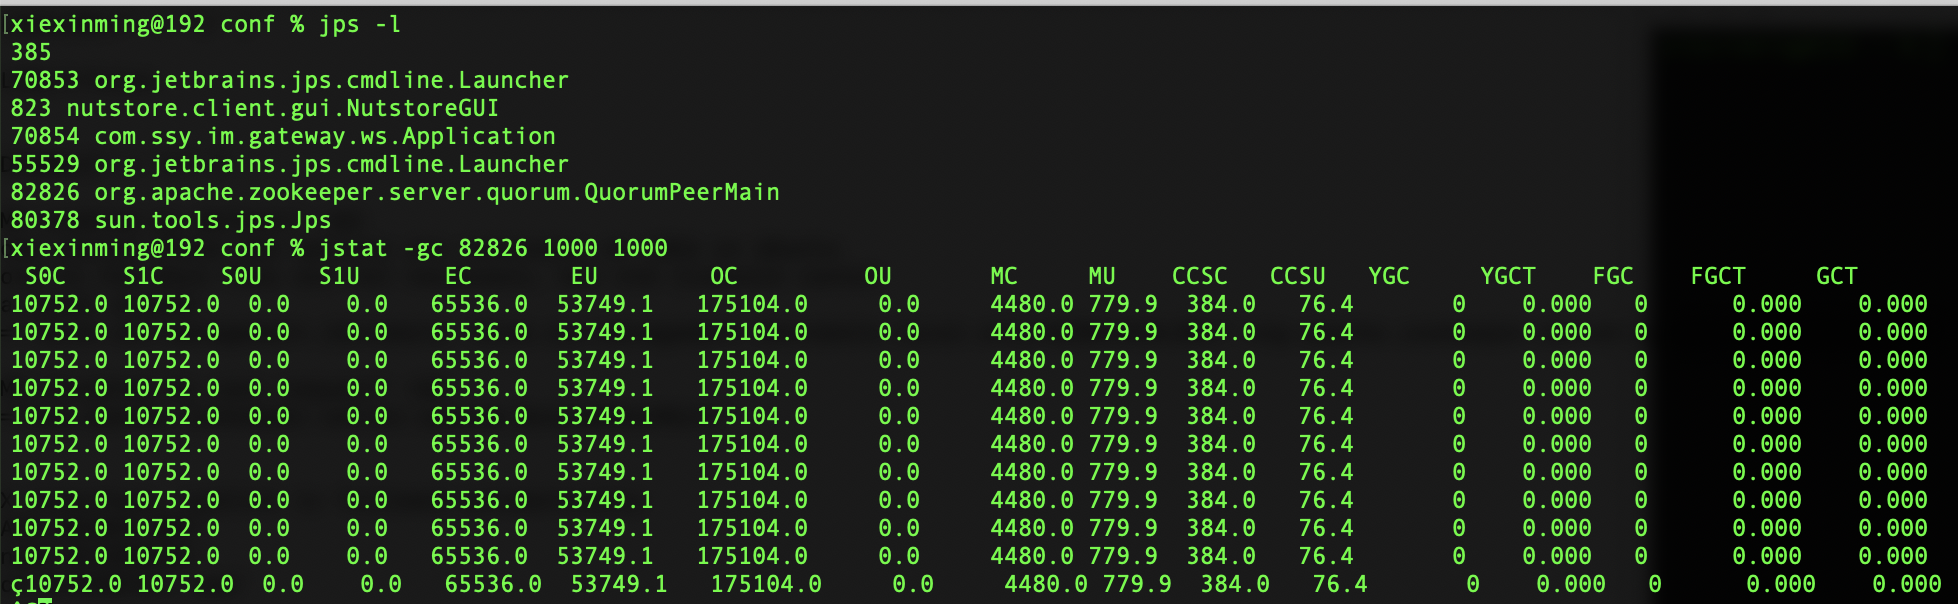 [xiexinming@192 conf % jps -l
385
70853 org.jetbrains.jps.cmdline.Launcher
823 nutstore.client.gui.NutstoreGUI
70854 com.ssy.im.gateway.ws.Application
55529 org.jetbrains.jps.cmdline.Launcher
82826 org.apache.zookeeper.server.quorum.QuorumPeerMain
80378 sun.tools.jps.Jps
[xiexinming@192 conf % jstat -gc 82826 1000 1000
S0C S1C S0U S1U EC EU OC OU MC MU CCSC CCSU YGC YGCT FGC FGCT GCT
10752.0 10752.0 0.0 0.0 65536.0 53749.1 175104.0 0.0 4480.0 779.9 384.0 76.4 0 0.000 0 0.000 0.000
10752.0 10752.0 0.0 0.0 65536.0 53749.1 175104.0 0.0 4480.0 779.9 384.0 76.4 0 0.000 0 0.000 0.000
10752.0 10752.0 0.0 0.0 65536.0 53749.1 175104.0 0.0 4480.0 779.9 384.0 76.4 0 0.000 0 0.000 0.000
10752.0 10752.0 0.0 0.0 65536.0 53749.1 175104.0 0.0 4480.0 779.9 384.0 76.4 0 0.000 0 0.000 0.000
10752.0 10752.0 0.0 0.0 65536.0 53749.1 175104.0 0.0 4480.0 779.9 384.0 76.4 0 0.000 0 0.000 0.000
10752.0 10752.0 0.0 0.0 65536.0 53749.1 175104.0 0.0 4480.0 779.9 384.0 76.4 0 0.000 0 0.000 0.000
10752.0 10752.0 0.0 0.0 65536.0 53749.1 175104.0 0.0 4480.0 779.9 384.0 76.4 0 0.000 0 0.000 0.000
10752.0 10752.0 0.0 0.0 65536.0 53749.1 175104.0 0.0 4480.0 779.9 384.0 76.4 0 0.000 0 0.000 0.000
10752.0 10752.0 0.0 0.0 65536.0 53749.1 175104.0 0.0 4480.0 779.9 384.0 76.4 0 0.000 0 0.000 0.000
10752.0 10752.0 0.0 0.0 65536.0 53749.1 175104.0 0.0 4480.0 779.9 384.0 76.4 0 0.000 0 0.000 0.000
ç10752.0 10752.0 0.0 0.0 65536.0 53749.1 175104.0 0.0 4480.0 779.9 384.0 76.4 0 0.000 0 0.000 0.000